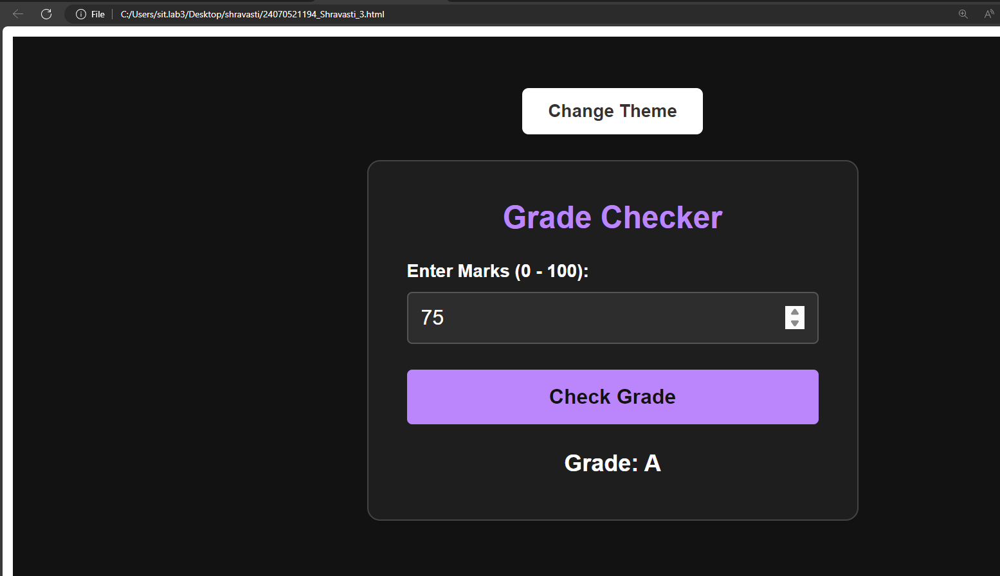 File
C:/Users/sit.lab3/Desktop/shravasti/24070521194_Shravasti_3.html
Change Theme
Grade Checker
Enter Marks (0 - 100):
75
Check Grade
Grade: A